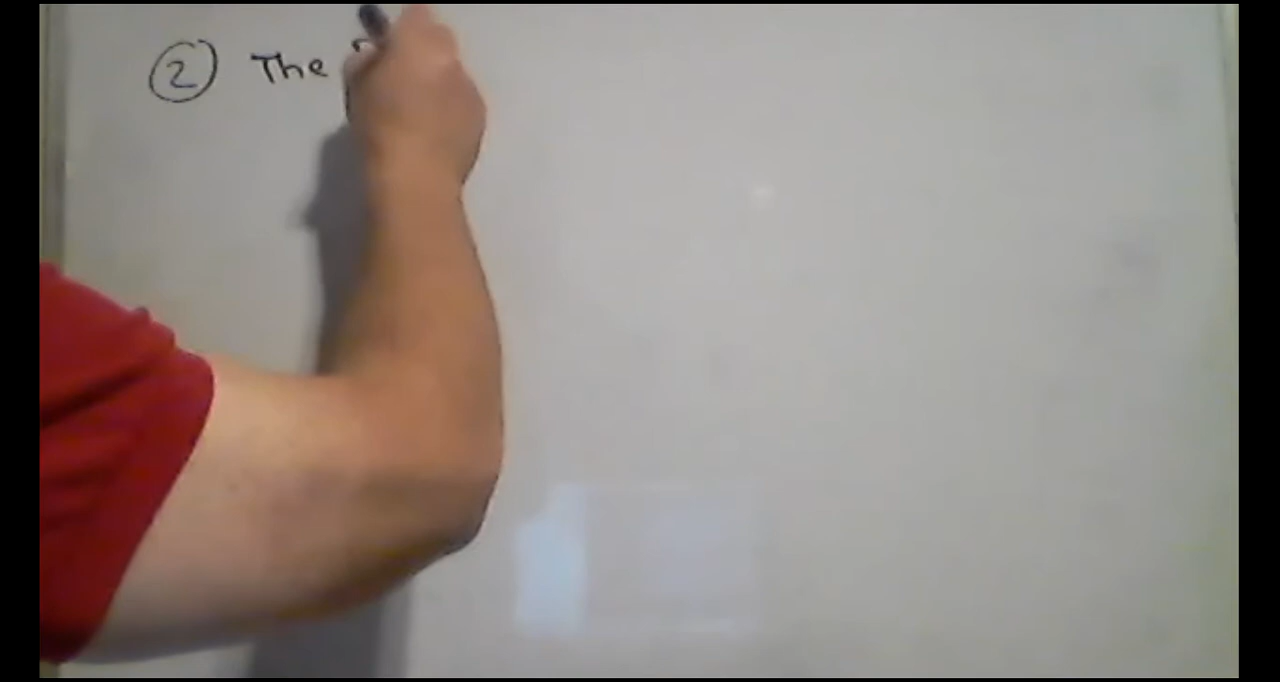 ② The